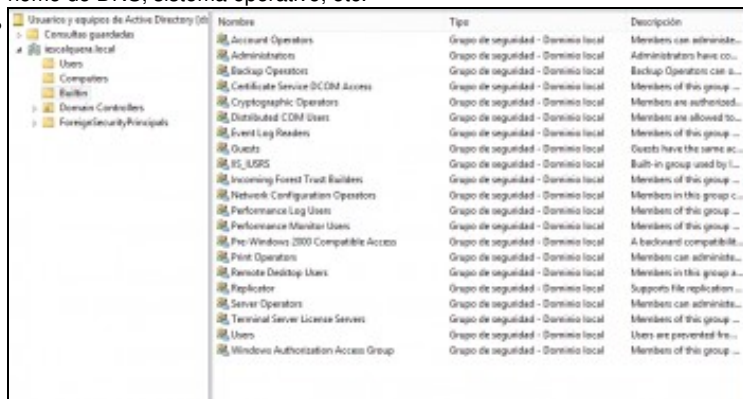 nome do DNS, sistema operativo, etc.
Usuarios y equipos de Active Directory [ds
Consultas guardadas
iescalquera.local
Users
Computers
Builtin
Domain Controllers
ForeignSecurityPrincipals
Nombre Tipo Descripción
Account Operators Grupo de seguridad - Dominio local Members can administe...
Administrators Grupo de seguridad - Dominio local Administrators have co...
Backup Operators Grupo de seguridad - Dominio local Backup Operators can o...
Certificate Service DCOM Access Grupo de seguridad - Dominio local Members of this group ...
Cryptographic Operators Grupo de seguridad - Dominio local Members are authorized...
Distributed COM Users Grupo de seguridad - Dominio local Members are allowed to...
Event Log Readers Grupo de seguridad - Dominio local Members of this group ...
Guests Grupo de seguridad - Dominio local Guests have the same ac...
IIS_IUSRS Grupo de seguridad - Dominio local Built-in group used by I...
Incoming Forest Trust Builders Grupo de seguridad - Dominio local Members of this group ...
Network Configuration Operators Grupo de seguridad - Dominio local Members in this group c...
Performance Log Users Grupo de seguridad - Dominio local Members of this group ...
Performance Monitor Users Grupo de seguridad - Dominio local Members of this group ...
Pre-Windows 2000 Compatible Access Grupo de seguridad - Dominio local A backward compatibilit...
Print Operators Grupo de seguridad - Dominio local Members can administe...
Remote Desktop Users Grupo de seguridad - Dominio local Members in this group a...
Replicator Grupo de seguridad - Dominio local Supports file replication ...
Server Operators Grupo de seguridad - Dominio local Members can administe...
Terminal Server License Servers Grupo de seguridad - Dominio local Members of this group ...
Users Grupo de seguridad - Dominio local Users are prevented fro...
Windows Authorization Access Group Grupo de seguridad - Dominio local Members of this group ...